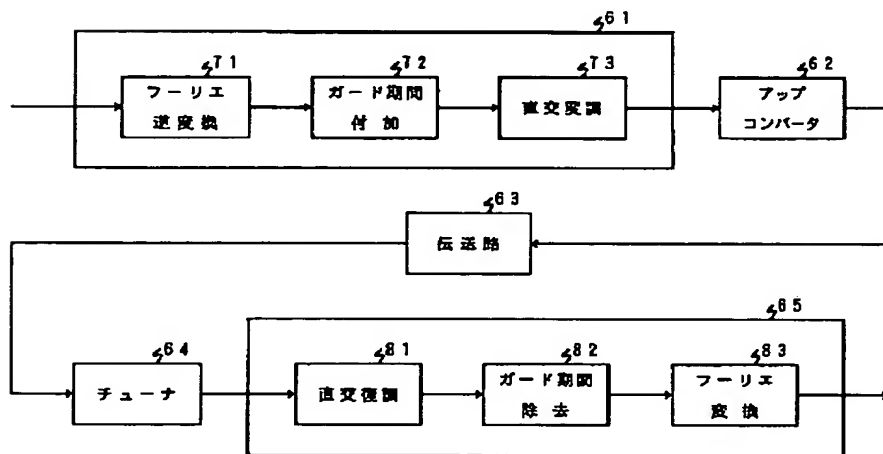 61
71
72
73
62
フーリエ
逆変換
ガード期間
付加
直交変調
アップ
コンバータ
63
伝送路
65
64
81
82
83
チューナ
直交復調
ガード期間
除去
フーリエ
変換